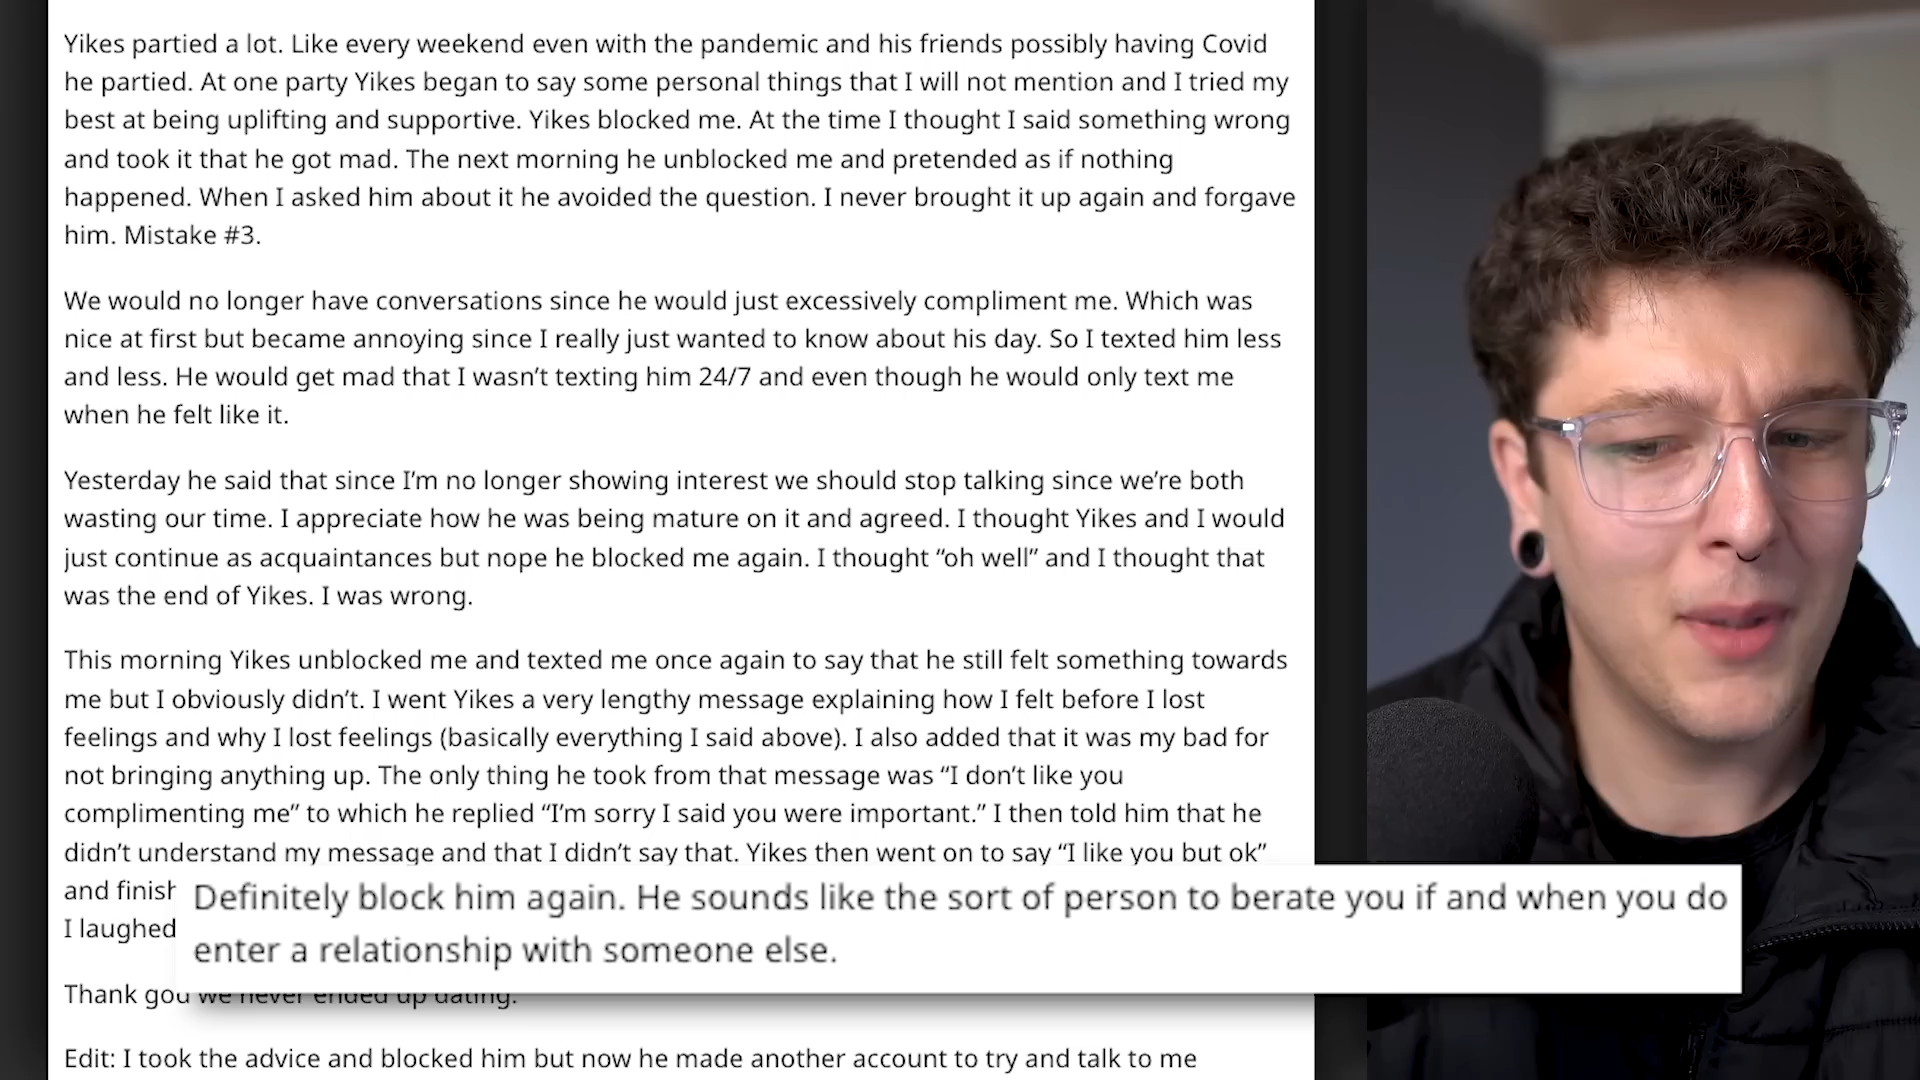 Yikes partied a lot. Like every weekend even with the pandemic and his friends possibly having Covid
he partied. At one party Yikes began to say some personal things that I will not mention and I tried my
best at being uplifting and supportive. Yikes blocked me. At the time I thought I said something wrong
and took it that he got mad. The next morning he unblocked me and pretended as if nothing
happened. When I asked him about it he avoided the question. I never brought it up again and forgave
him. Mistake #3.
We would no longer have conversations since he would just excessively compliment me. Which was
nice at first but became annoying since I really just wanted to know about his day. So I texted him less
and less. He would get mad that I wasn’t texting him 24/7 and even though he would only text me
when he felt like it.
Yesterday he said that since I’m no longer showing interest we should stop talking since we’re both
wasting our time. I appreciate how he was being mature on it and agreed. I thought Yikes and I would
just continue as acquaintances but nope he blocked me again. I thought “oh well” and I thought that
was the end of Yikes. I was wrong.
This morning Yikes unblocked me and texted me once again to say that he still felt something towards
me but I obviously didn’t. I went Yikes a very lengthy message explaining how I felt before I lost
feelings and why I lost feelings (basically everything I said above). I also added that it was my bad for
not bringing anything up. The only thing he took from that message was “I don’t like you
complimenting me” to which he replied “I’m sorry I said you were important.” I then told him that he
didn’t understand my message and that I didn’t say that. Yikes then went on to say “I like you but ok”
and finish
I laughed
Definitely block him again. He sounds like the sort of person to berate you if and when you do
enter a relationship with someone else.
Thank god we never ended up dating.
Edit: I took the advice and blocked him but now he made another account to try and talk to me